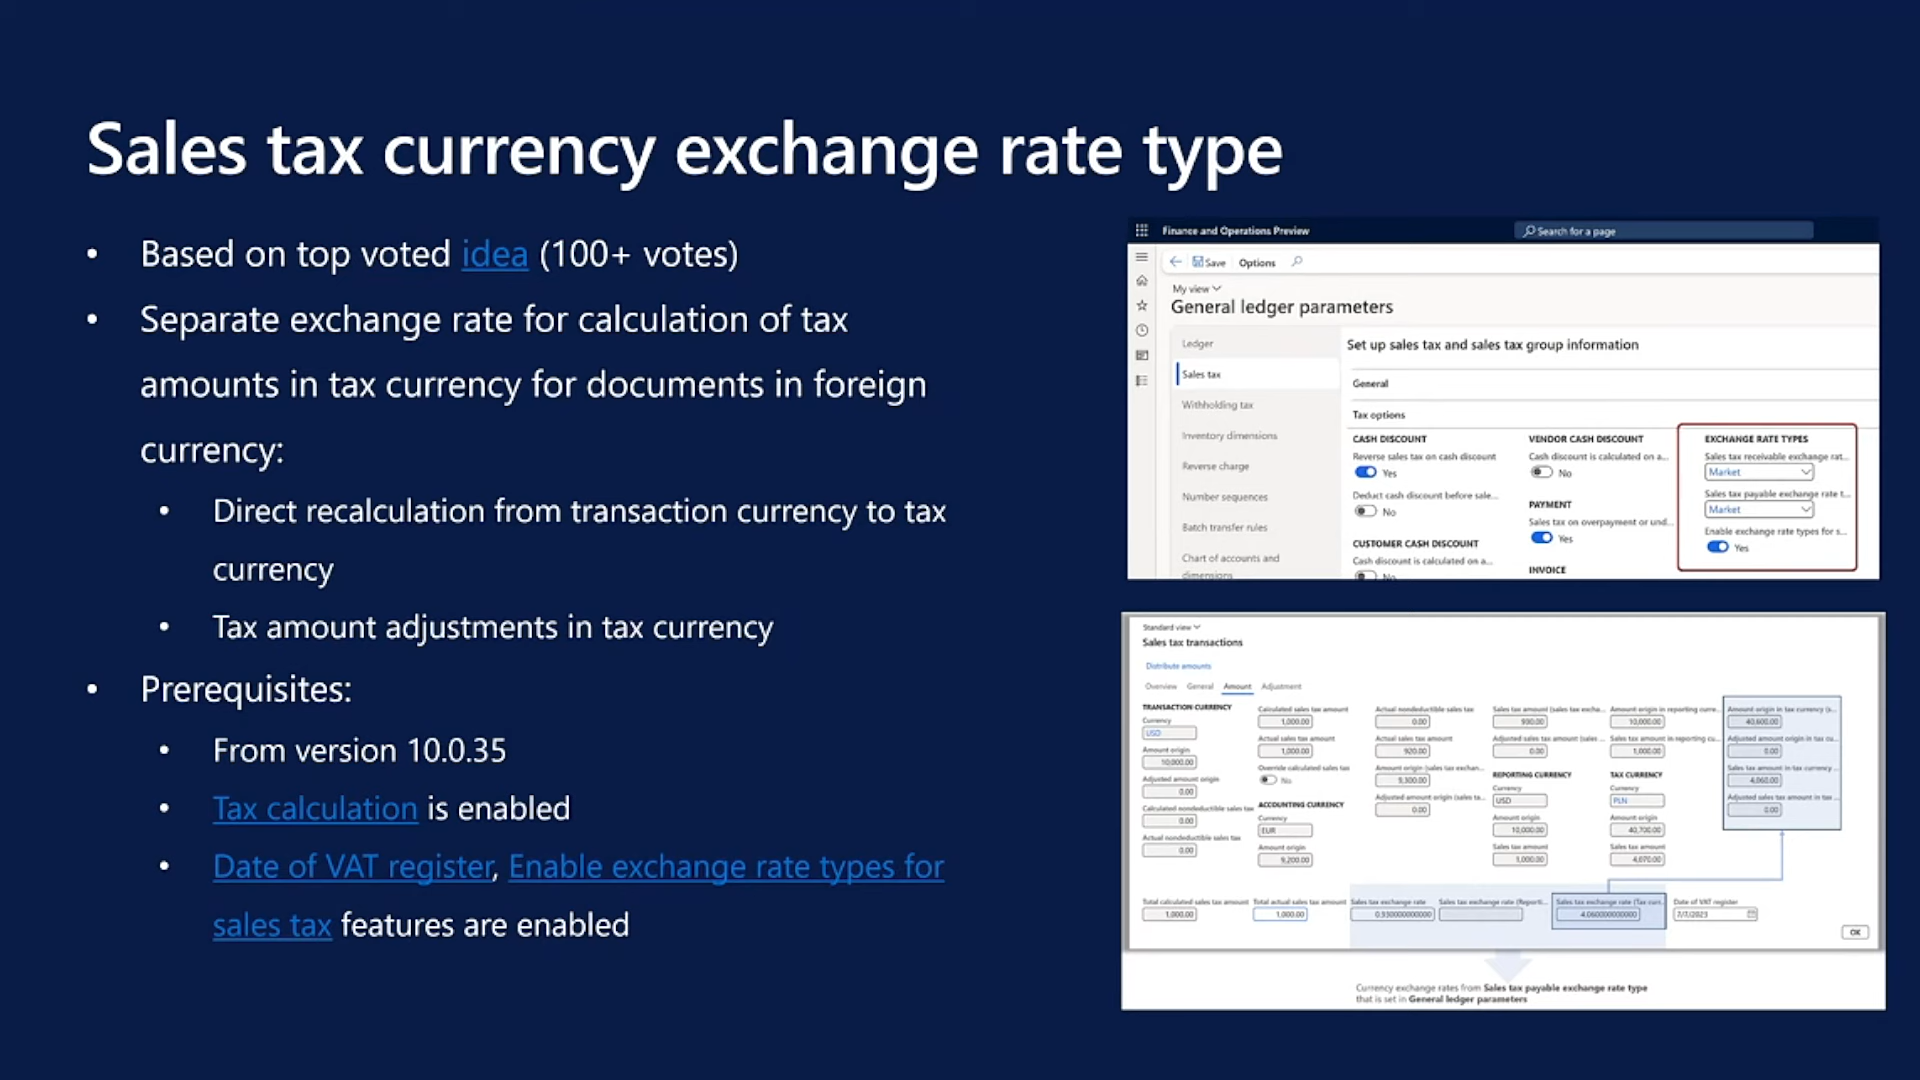 Sales tax currency exchange rate type
• Based on top voted idea (100+ votes)
• Separate exchange rate for calculation of tax
amounts in tax currency for documents in foreign
currency:
• Direct recalculation from transaction currency to tax
currency
• Tax amount adjustments in tax currency
• Prerequisites:
• From version 10.0.35
• Tax calculation is enabled
• Date of VAT register, Enable exchange rate types for
sales tax features are enabled
Finance and Operations Preview
Search for a page
Save Options
My view
General ledger parameters
Ledger
Sales tax
Withholding tax
Inventory dimensions
Reverse charge
Number sequences
Batch transfer rules
Chart of accounts and
dimensions
Set up sales tax and sales tax group information
General
Tax options
CASH DISCOUNT
Reverse sales tax on cash discount
Yes
Deduct cash discount before sale...
No
CUSTOMER CASH DISCOUNT
Cash discount is calculated on a...
No
VENDOR CASH DISCOUNT
Cash discount is calculated on a...
No
PAYMENT
Sales tax on overpayment or und...
Yes
INVOICE
EXCHANGE RATE TYPES
Sales tax receivable exchange rat...
Market
Sales tax payable exchange rate t...
Market
Enable exchange rate types for s...
Yes
Standard view
Sales tax transactions
Distribute amounts
Overview General Amount Adjustment
TRANSACTION CURRENCY
Currency
USD
Amount origin
10,000.00
Adjusted amount origin
0.00
Calculated nondeductible sales tax
0.00
Actual nondeductible sales tax
0.00
Calculated sales tax amount
1,000.00
Actual sales tax amount
1,000.00
Override calculated sales tax
No
ACCOUNTING CURRENCY
Currency
EUR
Amount origin
9,200.00
Actual nondeductible sales tax
0.00
Actual sales tax amount
920.00
Amount origin (sales tax exchan...
9,300.00
Adjusted amount origin (sales ta...
0.00
Sales tax amount (sales tax excha...
930.00
Adjusted sales tax amount (sales ...
0.00
REPORTING CURRENCY
Currency
USD
Amount origin
10,000.00
Sales tax amount
1,000.00
Amount origin in reporting curre...
10,000.00
Sales tax amount in reporting cu...
1,000.00
TAX CURRENCY
Currency
PLN
Amount origin
40,700.00
Sales tax amount
4,070.00
Amount origin in tax currency (s...
40,600.00
Adjusted amount origin in tax cu...
0.00
Sales tax amount in tax currency ...
4,060.00
Adjusted sales tax amount in tax ...
0.00
Total calculated sales tax amount
1,000.00
Total actual sales tax amount
1,000.00
Sales tax exchange rate
0.930000000000
Sales tax exchange rate (Reporti...
Sales tax exchange rate (Tax curr...
4.060000000000
Date of VAT register
7/7/2023
OK
Currency exchange rates from Sales tax payable exchange rate type
that is set in General ledger parameters